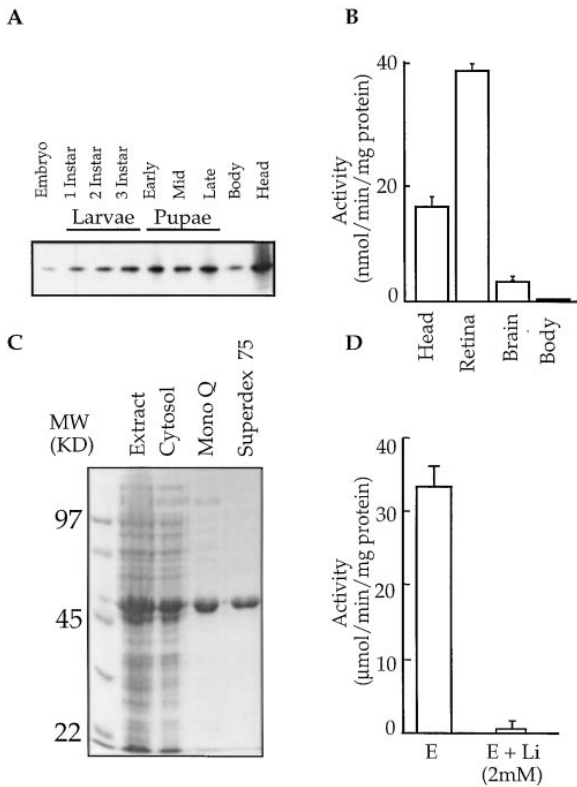 A
Embryo
1 Instar
2 Instar
3 Instar
Early
Mid
Late
Body
Head
Larvae
Pupae
B
Activity
(nmol/min/mg protein)
40
20
0
Head
Retina
Brain
Body
C
MW
(KD)
Extract
Cytosol
Mono Q
Superdex 75
97
45
22
D
Activity
(μmol/min/mg protein)
40
30
20
10
0
E
E + Li
(2mM)